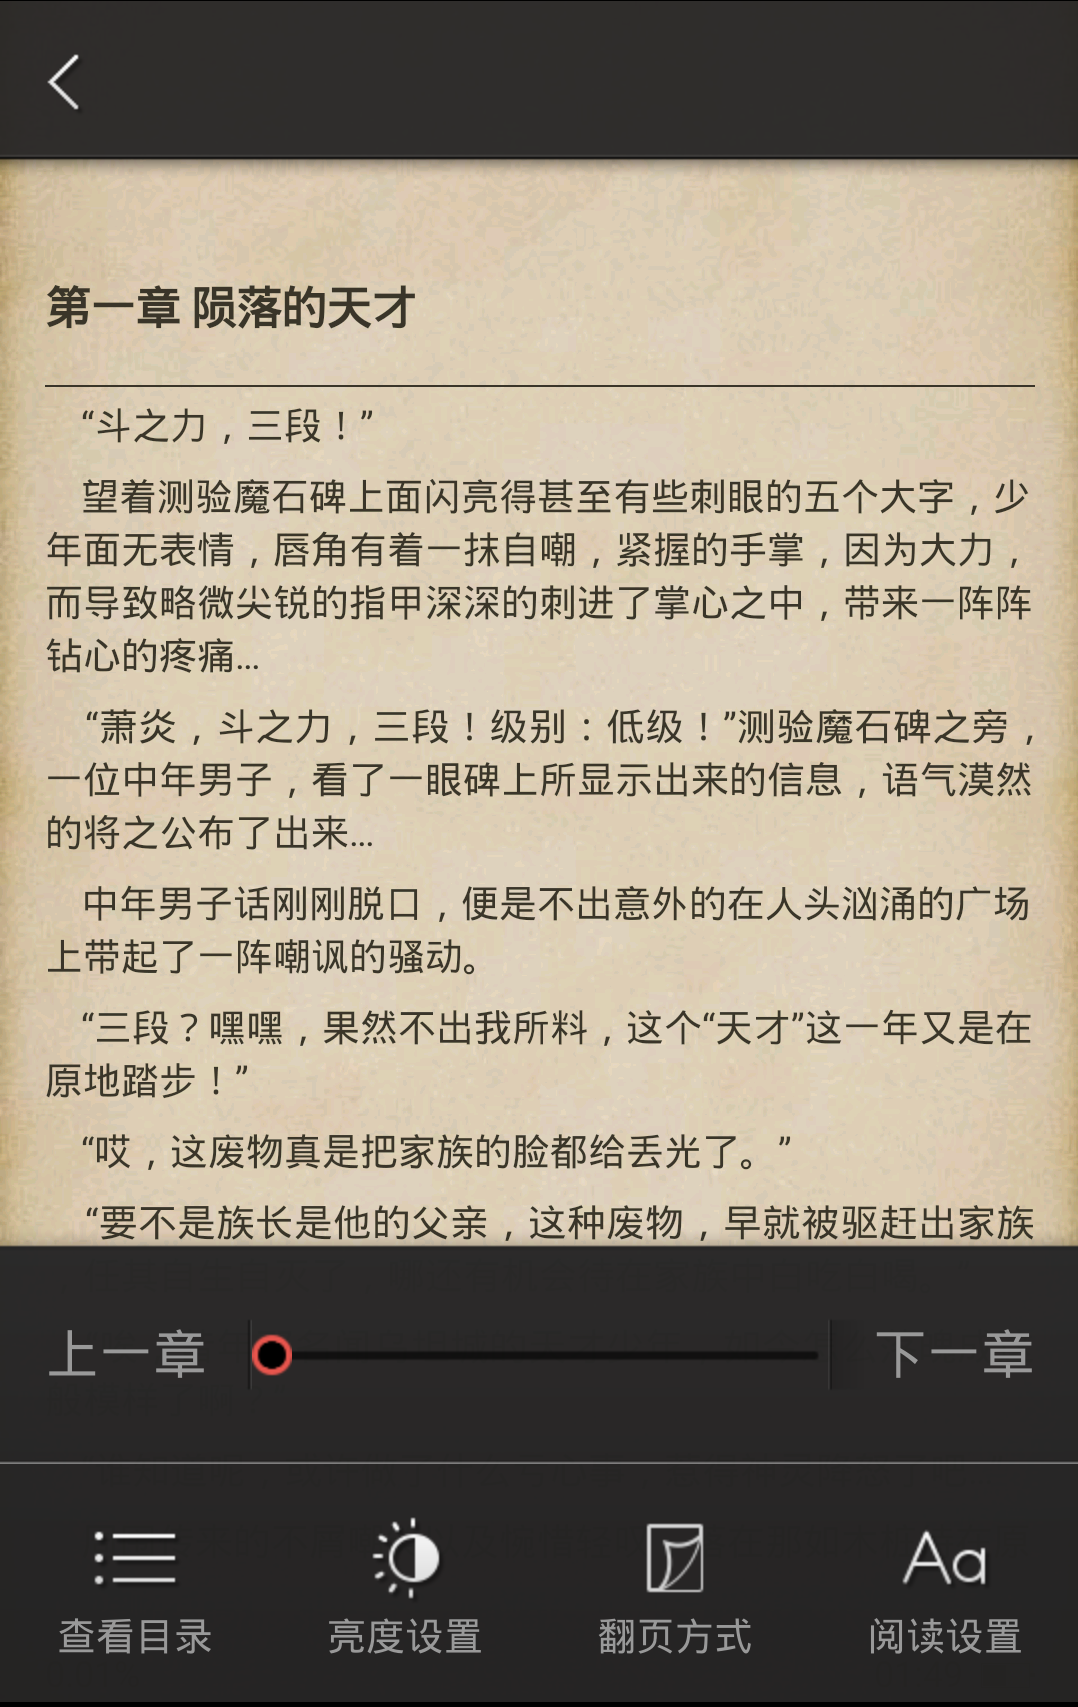 第一章 陨落的天才
“斗之力，三段！”
望着测验魔石碑上面闪亮得甚至有些刺眼的五个大字，少
年面无表情，唇角有着一抹自嘲，紧握的手掌，因为大力，
而导致略微尖锐的指甲深深的刺进了掌心之中，带来一阵阵
钻心的疼痛...
“萧炎，斗之力，三段！级别：低级！”测验魔石碑之旁，
一位中年男子，看了一眼碑上所显示出来的信息，语气漠然
的将之公布了出来...
中年男子话刚刚脱口，便是不出意外的在人头汹涌的广场
上带起了一阵嘲讽的骚动。
“三段？嘿嘿，果然不出我所料，这个“天才”这一年又是在
原地踏步！”
“哎，这废物真是把家族的脸都给丢光了。”
“要不是族长是他的父亲，这种废物，早就被驱赶出家族
上一章 下一章
查看目录 亮度设置 翻页方式 阅读设置